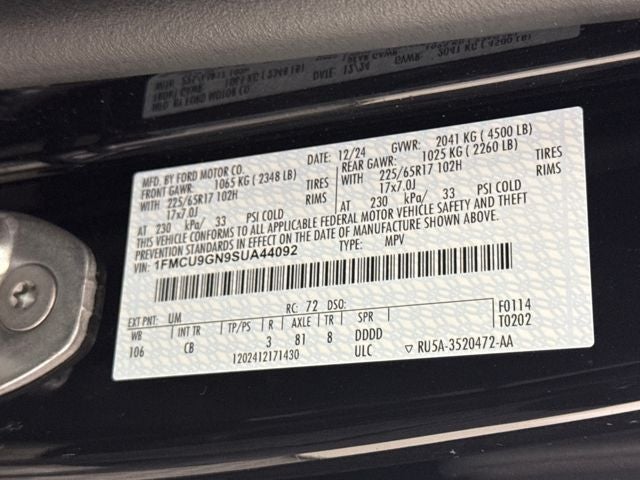 MFD. BY FORD MOTOR CO.
DATE: 12/24 GVWR: 2041 KG ( 4500 LB)
FRONT GAWR: 1065 KG ( 2348 LB) REAR GAWR: 1025 KG ( 2260 LB)
WITH 225/65R17 102H TIRES WITH 225/65R17 102H TIRES
17x7.0J RIMS 17x7.0J RIMS
AT 230 kPa/ 33 PSI COLD AT 230 kPa/ 33 PSI COLD
THIS VEHICLE CONFORMS TO ALL APPLICABLE FEDERAL MOTOR VEHICLE SAFETY AND THEFT
PREVENTION STANDARDS IN EFFECT ON THE DATE OF MANUFACTURE SHOWN ABOVE.
1FMCU9GN9SUA44092 TYPE: MPV
EXT PNT: UM RC: 72 DSO: F0114
WB INT TR TP/PS R AXLE TR SPR T0202
106 CB 3 81 8 DDDD
1202412171430 ULC RU5A-3520472-AA